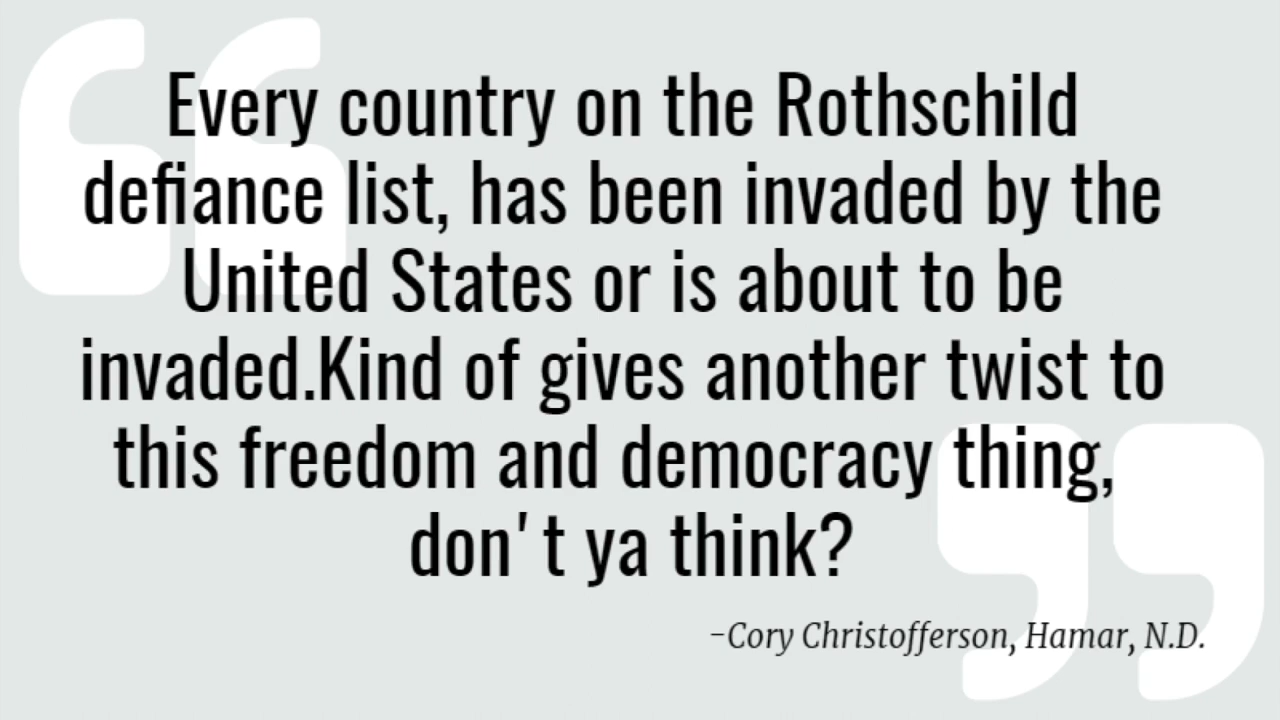 Every country on the Rothschild
defiance list, has been invaded by the
United States or is about to be
invaded.Kind of gives another twist to
this freedom and democracy thing,
don't ya think?
-Cory Christofferson, Hamar, N.D.